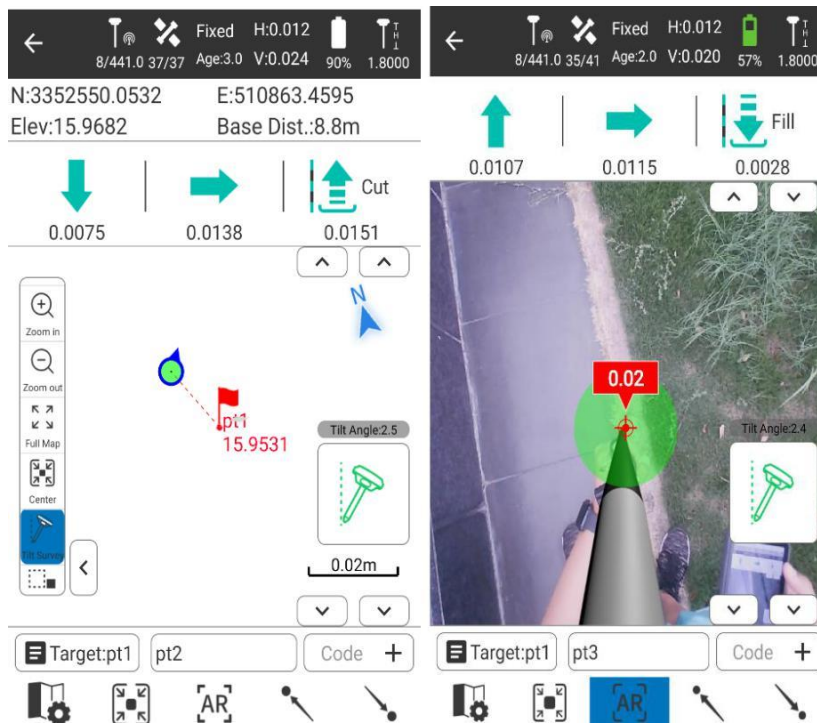 Fixed H:0.012 T H I
8/441.0 37/37 Age:3.0 V:0.024 90% 1.8000
N:3352550.0532 E:510863.4595
Elev:15.9682 Base Dist.:8.8m
Cut
0.0075 0.0138 0.0151
N
Zoom in
Zoom out
Full Map
Center
Tilt Survey
pt1
15.9531
Tilt Angle:2.5
0.02m
Target:pt1 pt2 Code +
AR
Fixed H:0.012 T H I
8/441.0 35/41 Age:2.0 V:0.020 57% 1.8000
Fill
0.0107 0.0115 0.0028
0.02
Tilt Angle:2.4
Target:pt1 pt3 Code +
AR